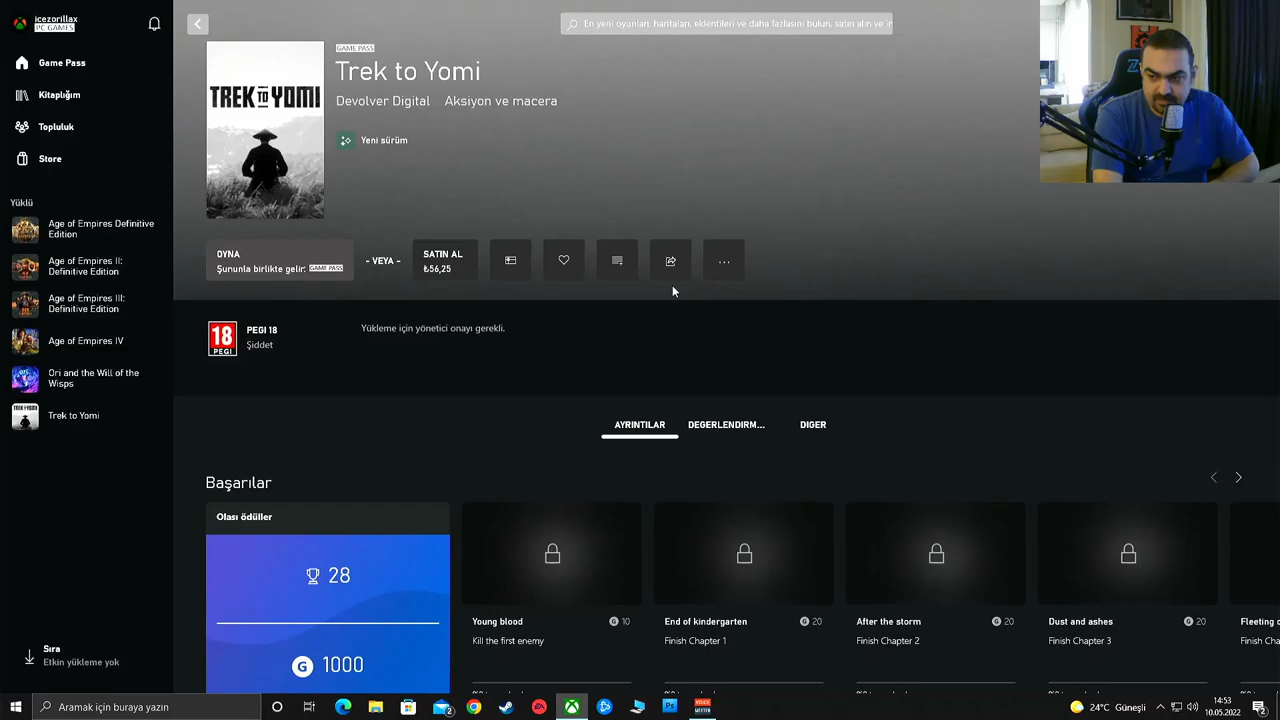 icezorillax
PC GAMES
Game Pass
Kitaplığım
Topluluk
Store
Yüklü
Age of Empires Definitive
Edition
Age of Empires II:
Definitive Edition
Age of Empires III:
Definitive Edition
Age of Empires IV
Ori and the Will of the
Wisps
Trek to Yomi
Sıra
Etkin yükleme yok
En yeni oyunları, haritaları, eklentileri ve daha fazlasını bulun, satın alın ve in
TREK TO YOMI
GAME PASS
Trek to Yomi
Devolver Digital Aksiyon ve macera
Yeni sürüm
OYNA
Şununla birlikte gelir: GAME PASS
- VEYA -
SATIN AL
₺56,25
18
PEGI
PEGI 18
Şiddet
Yükleme için yönetici onayı gerekli.
AYRINTILAR
DEGERLENDIRM...
DIGER
Başarılar
Olası ödüller
28
G 1000
Young blood
G 10
Kill the first enemy
End of kindergarten
G 20
Finish Chapter 1
After the storm
G 20
Finish Chapter 2
Dust and ashes
G 20
Finish Chapter 3
Fleeting
Finish Cha
Aramak için buraya yazın
24°C Güneşli
14:53
10.05.2022